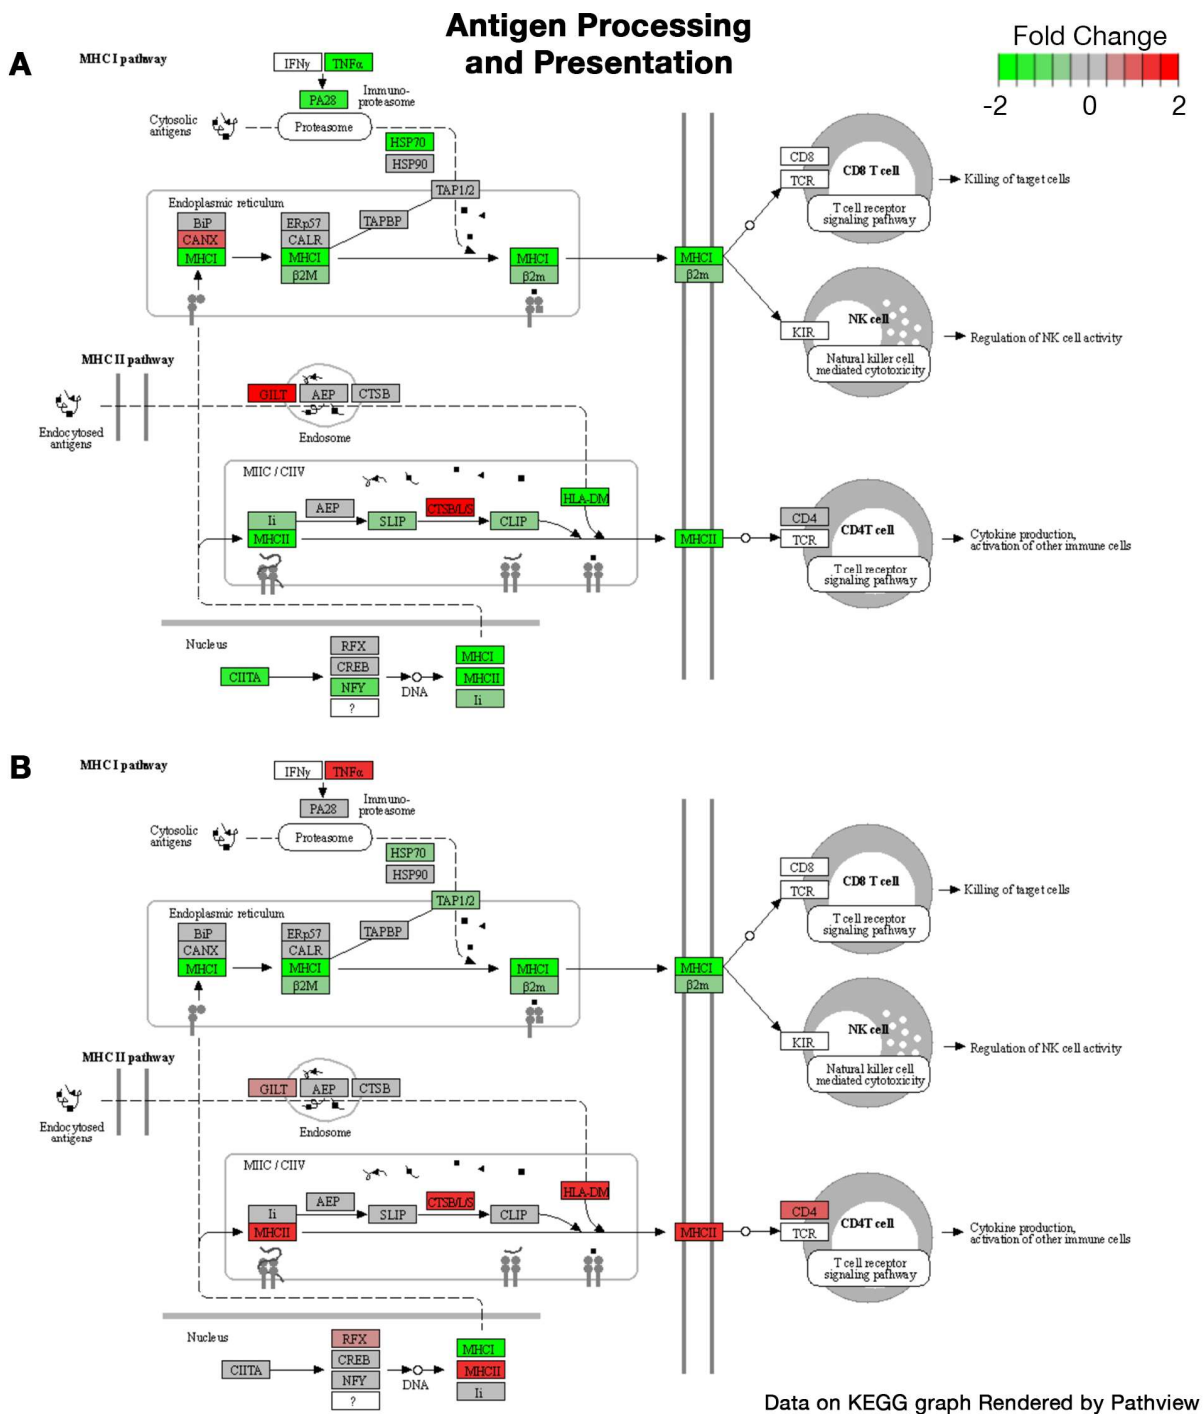 Antigen Processing
and Presentation
Fold Change
-2 0 2
A
MHC I pathway
IFNγ TNFα
PA28
Immuno-
proteasome
Cytosolic
antigens
Proteasome
HSP70
HSP90
TAP1/2
Endoplasmic reticulum
BiP
CANX
MHCI
ERp57
CALR
MHCI
β2M
TAPBP
MHCI
β2m
MHCI
β2m
CD8
TCR
CD8 T cell
T cell receptor
signaling pathway
Killing of target cells
KIR
NK cell
Natural killer cell
mediated cytotoxicity
Regulation of NK cell activity
MHC II pathway
Endocytosed
antigens
GILT AEP CTSB
Endosome
MIIC / CIIV
Ii
MHCII
AEP
SLIP
CTSB/L/S
CLIP
HLA-DM
MHCII
CD4
TCR
CD4T cell
T cell receptor
signaling pathway
Cytokine production,
activation of other immune cells
Nucleus
CIITA
RFX
CREB
NFY
?
DNA
MHCI
MHCII
Ii
B
MHC I pathway
IFNγ TNFα
PA28
Immuno-
proteasome
Cytosolic
antigens
Proteasome
HSP70
HSP90
TAP1/2
Endoplasmic reticulum
BiP
CANX
MHCI
ERp57
CALR
MHCI
β2M
TAPBP
MHCI
β2m
MHCI
β2m
CD8
TCR
CD8 T cell
T cell receptor
signaling pathway
Killing of target cells
KIR
NK cell
Natural killer cell
mediated cytotoxicity
Regulation of NK cell activity
MHC II pathway
Endocytosed
antigens
GILT AEP CTSB
Endosome
MIIC / CIIV
Ii
MHCII
AEP
SLIP
CTSB/L/S
CLIP
HLA-DM
MHCII
CD4
TCR
CD4T cell
T cell receptor
signaling pathway
Cytokine production,
activation of other immune cells
Nucleus
CIITA
RFX
CREB
NFY
?
DNA
MHCI
MHCII
Ii
Data on KEGG graph Rendered by Pathview